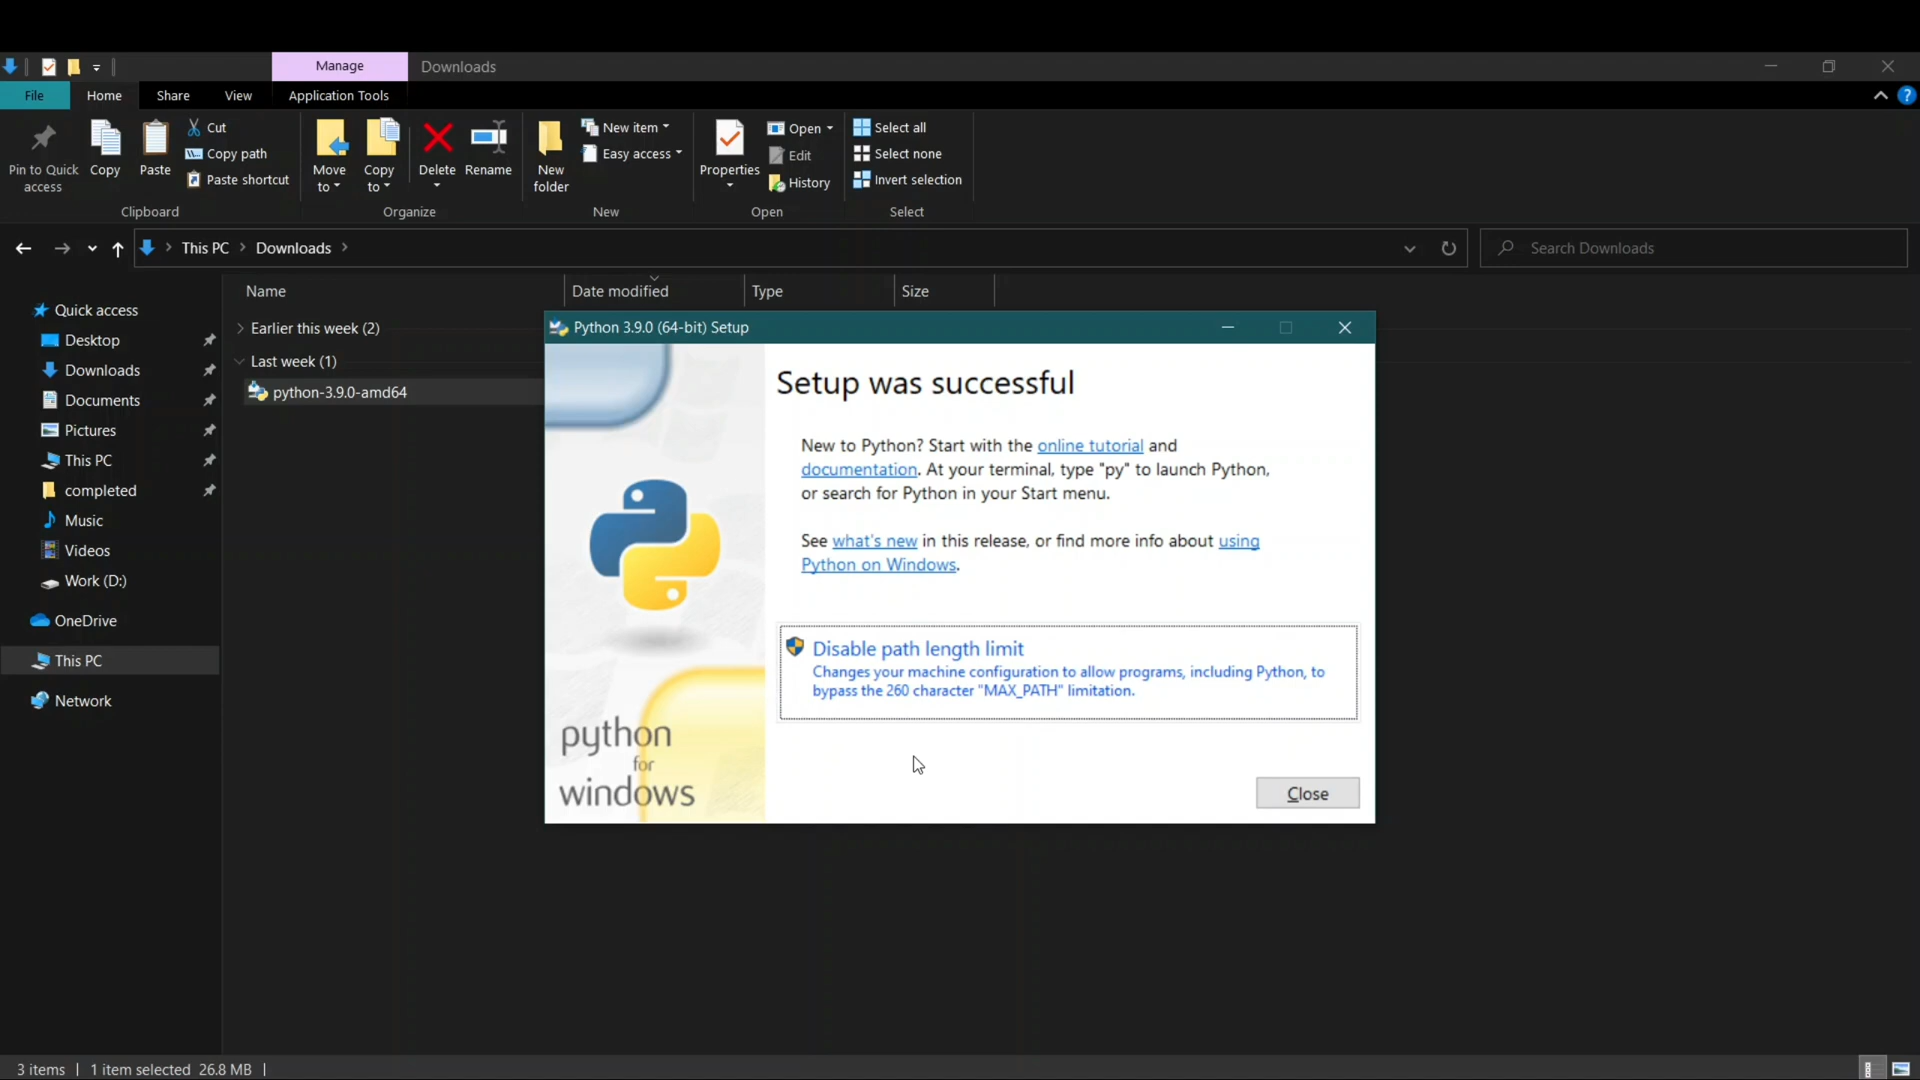 Manage
Downloads
File
Home
Share
View
Application Tools
Pin to Quick
access
Copy
Paste
Cut
Copy path
Paste shortcut
Clipboard
Move
to
Copy
to
Delete
Rename
Organize
New
folder
New item
Easy access
New
Properties
Open
Edit
History
Open
Select all
Select none
Invert selection
Select
This PC
Downloads
Search Downloads
Name
Date modified
Type
Size
Quick access
Desktop
Downloads
Documents
Pictures
This PC
completed
Music
Videos
Work (D:)
OneDrive
This PC
Network
Earlier this week (2)
Last week (1)
python-3.9.0-amd64
Python 3.9.0 (64-bit) Setup
Setup was successful
New to Python? Start with the online tutorial and
documentation. At your terminal, type "py" to launch Python,
or search for Python in your Start menu.
See what's new in this release, or find more info about using
Python on Windows.
Disable path length limit
Changes your machine configuration to allow programs, including Python, to
bypass the 260 character "MAX_PATH" limitation.
python
for
windows
Close
3 items
1 item selected 26.8 MB